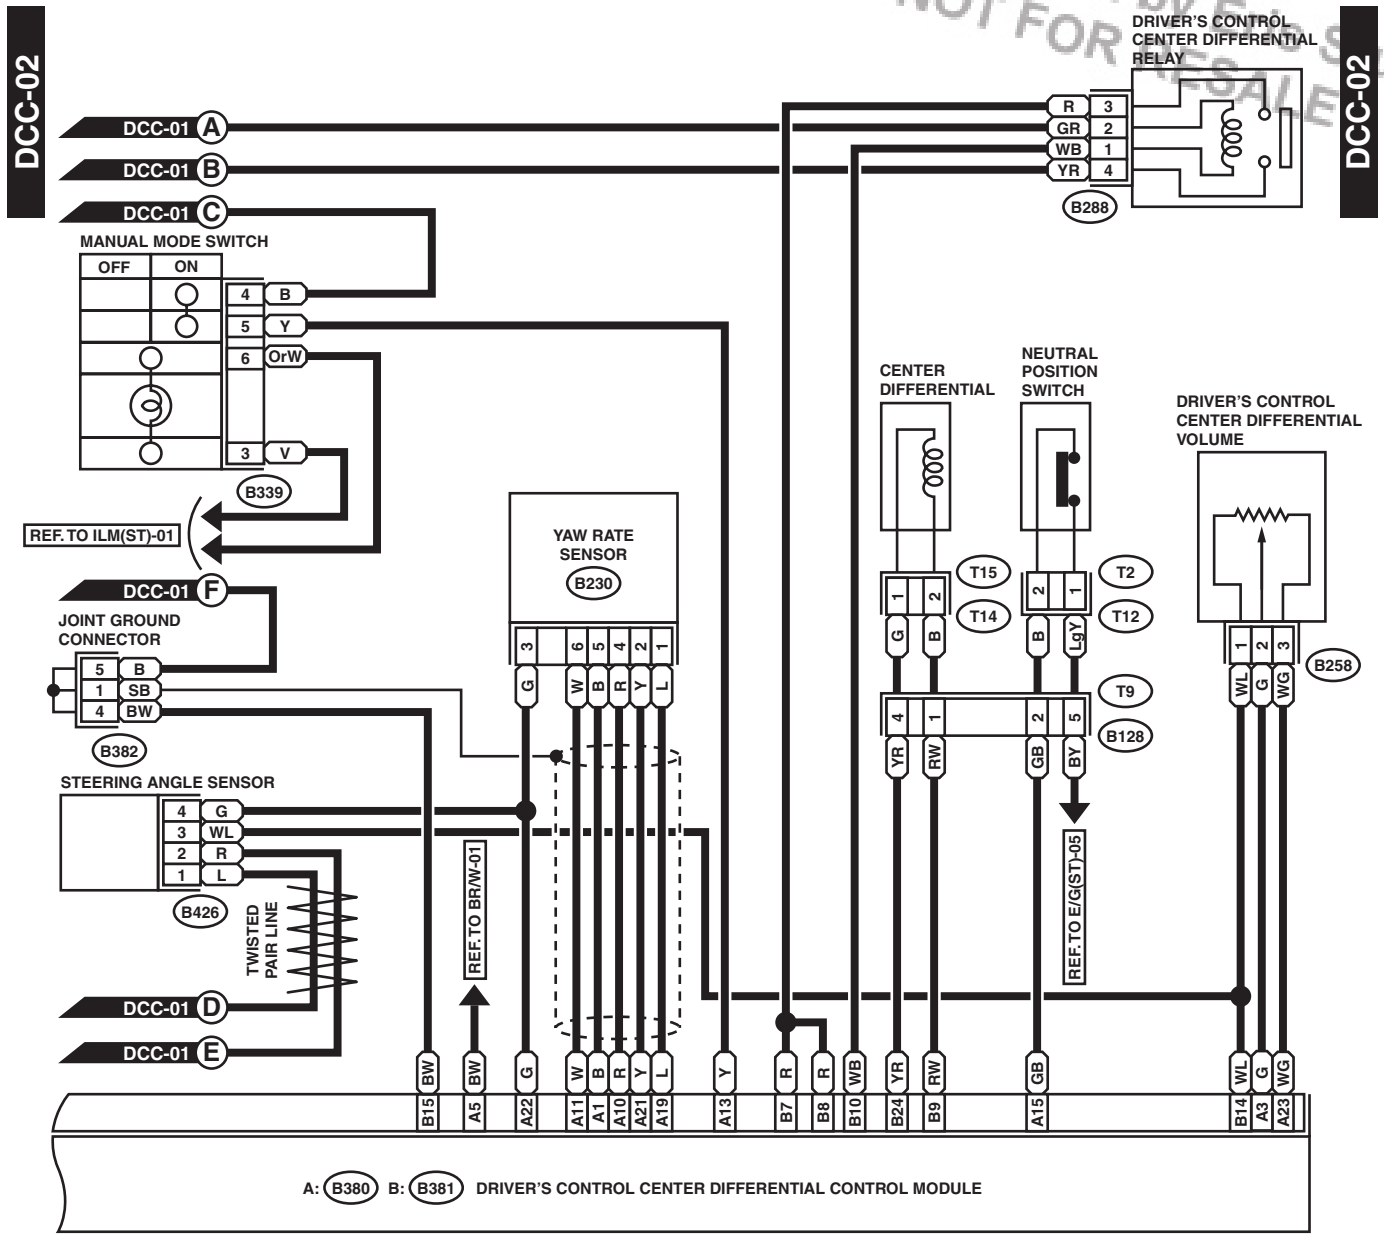 by Eris S
NOT FOR RESALE
DCC-02
DCC-02
DRIVER'S CONTROL
CENTER DIFFERENTIAL
RELAY
DCC-01 A
DCC-01 B
DCC-01 C
R 3
GR 2
WB 1
YR 4
B288
MANUAL MODE SWITCH
OFF ON
4 B
5 Y
6 OrW
3 V
B339
REF. TO ILM(ST)-01
DCC-01 F
JOINT GROUND
CONNECTOR
5 B
1 SB
4 BW
B382
STEERING ANGLE SENSOR
4 G
3 WL
2 R
1 L
B426
TWISTED
PAIR LINE
DCC-01 D
DCC-01 E
REF. TO BR/W-01
YAW RATE
SENSOR
B230
3 6 5 4 2 1
G W B R Y L
CENTER
DIFFERENTIAL
NEUTRAL
POSITION
SWITCH
DRIVER'S CONTROL
CENTER DIFFERENTIAL
VOLUME
1 2
T15
T14
G B
2 1
T2
T12
B LgY
4 1 2 5
T9
B128
YR RW GB BY
REF. TO E/G(ST)-05
1 2 3
B258
WL G WG
BW BW G W B R Y L Y R R WB YR RW GB WL G WG
B15 A5 A22 A11 A1 A10 A21 A19 A13 B7 B8 B10 B24 B9 A15 B14 A3 A23
A: B380 B: B381 DRIVER'S CONTROL CENTER DIFFERENTIAL CONTROL MODULE